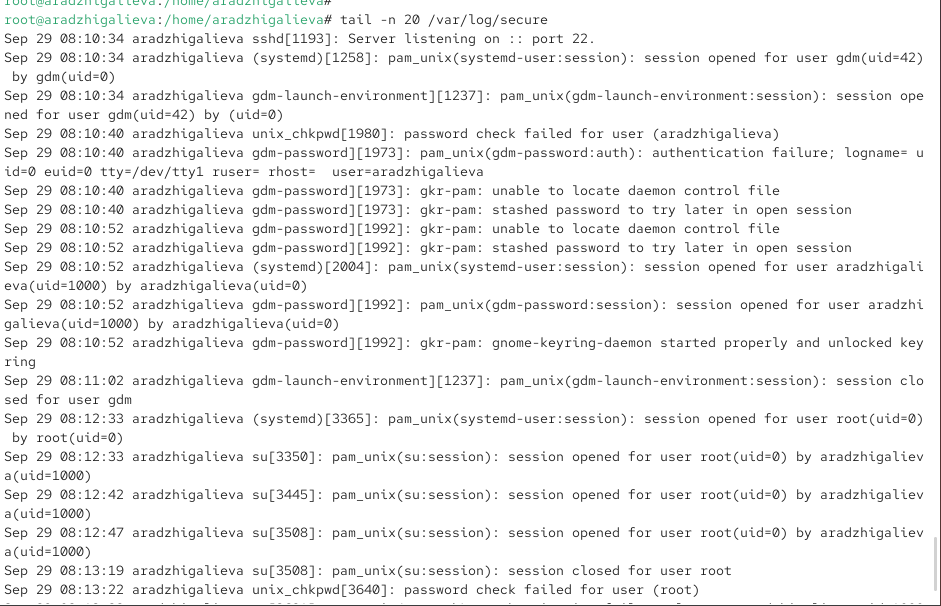 root@aradzhigalieva:/home/aradzhigalieva#
root@aradzhigalieva:/home/aradzhigalieva# tail -n 20 /var/log/secure
Sep 29 08:10:34 aradzhigalieva sshd[1193]: Server listening on :: port 22.
Sep 29 08:10:34 aradzhigalieva (systemd)[1258]: pam_unix(systemd-user:session): session opened for user gdm(uid=42)
 by gdm(uid=0)
Sep 29 08:10:34 aradzhigalieva gdm-launch-environment][1237]: pam_unix(gdm-launch-environment:session): session ope
ned for user gdm(uid=42) by (uid=0)
Sep 29 08:10:40 aradzhigalieva unix_chkpwd[1980]: password check failed for user (aradzhigalieva)
Sep 29 08:10:40 aradzhigalieva gdm-password][1973]: pam_unix(gdm-password:auth): authentication failure; logname= u
id=0 euid=0 tty=/dev/tty1 ruser= rhost=  user=aradzhigalieva
Sep 29 08:10:40 aradzhigalieva gdm-password][1973]: gkr-pam: unable to locate daemon control file
Sep 29 08:10:40 aradzhigalieva gdm-password][1973]: gkr-pam: stashed password to try later in open session
Sep 29 08:10:52 aradzhigalieva gdm-password][1992]: gkr-pam: unable to locate daemon control file
Sep 29 08:10:52 aradzhigalieva gdm-password][1992]: gkr-pam: stashed password to try later in open session
Sep 29 08:10:52 aradzhigalieva (systemd)[2004]: pam_unix(systemd-user:session): session opened for user aradzhigali
eva(uid=1000) by aradzhigalieva(uid=0)
Sep 29 08:10:52 aradzhigalieva gdm-password][1992]: pam_unix(gdm-password:session): session opened for user aradzhi
galieva(uid=1000) by aradzhigalieva(uid=0)
Sep 29 08:10:52 aradzhigalieva gdm-password][1992]: gkr-pam: gnome-keyring-daemon started properly and unlocked key
ring
Sep 29 08:11:02 aradzhigalieva gdm-launch-environment][1237]: pam_unix(gdm-launch-environment:session): session clo
sed for user gdm
Sep 29 08:12:33 aradzhigalieva (systemd)[3365]: pam_unix(systemd-user:session): session opened for user root(uid=0)
 by root(uid=0)
Sep 29 08:12:33 aradzhigalieva su[3350]: pam_unix(su:session): session opened for user root(uid=0) by aradzhigaliev
a(uid=1000)
Sep 29 08:12:42 aradzhigalieva su[3445]: pam_unix(su:session): session opened for user root(uid=0) by aradzhigaliev
a(uid=1000)
Sep 29 08:12:47 aradzhigalieva su[3508]: pam_unix(su:session): session opened for user root(uid=0) by aradzhigaliev
a(uid=1000)
Sep 29 08:13:19 aradzhigalieva su[3508]: pam_unix(su:session): session closed for user root
Sep 29 08:13:22 aradzhigalieva unix_chkpwd[3640]: password check failed for user (root)